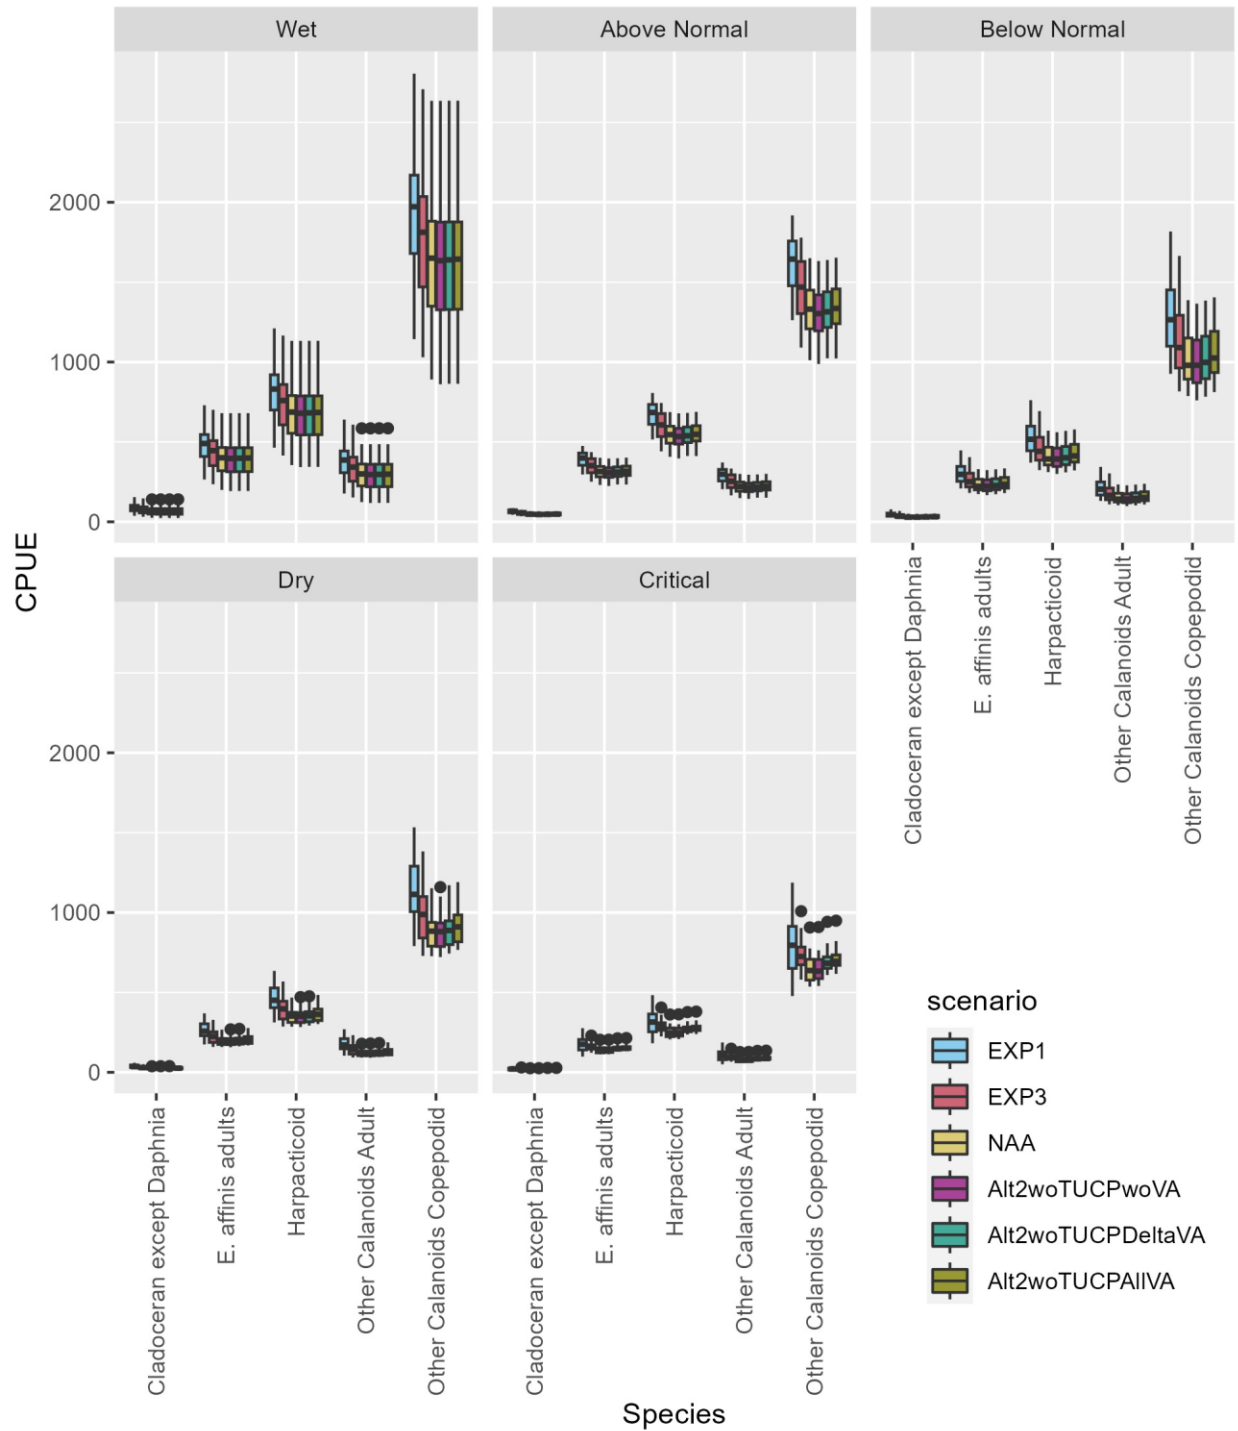 Wet
Above Normal
Below Normal
2000
1000
0
CPUE
Dry
Critical
2000
1000
0
Cladoceran except Daphnia
E. affinis adults
Harpacticoid
Other Calanoids Adult
Other Calanoids Copepodid
Cladoceran except Daphnia
E. affinis adults
Harpacticoid
Other Calanoids Adult
Other Calanoids Copepodid
Cladoceran except Daphnia
E. affinis adults
Harpacticoid
Other Calanoids Adult
Other Calanoids Copepodid
Species
scenario
EXP1
EXP3
NAA
Alt2woTUCPwoVA
Alt2woTUCPDeltaVA
Alt2woTUCPAllVA